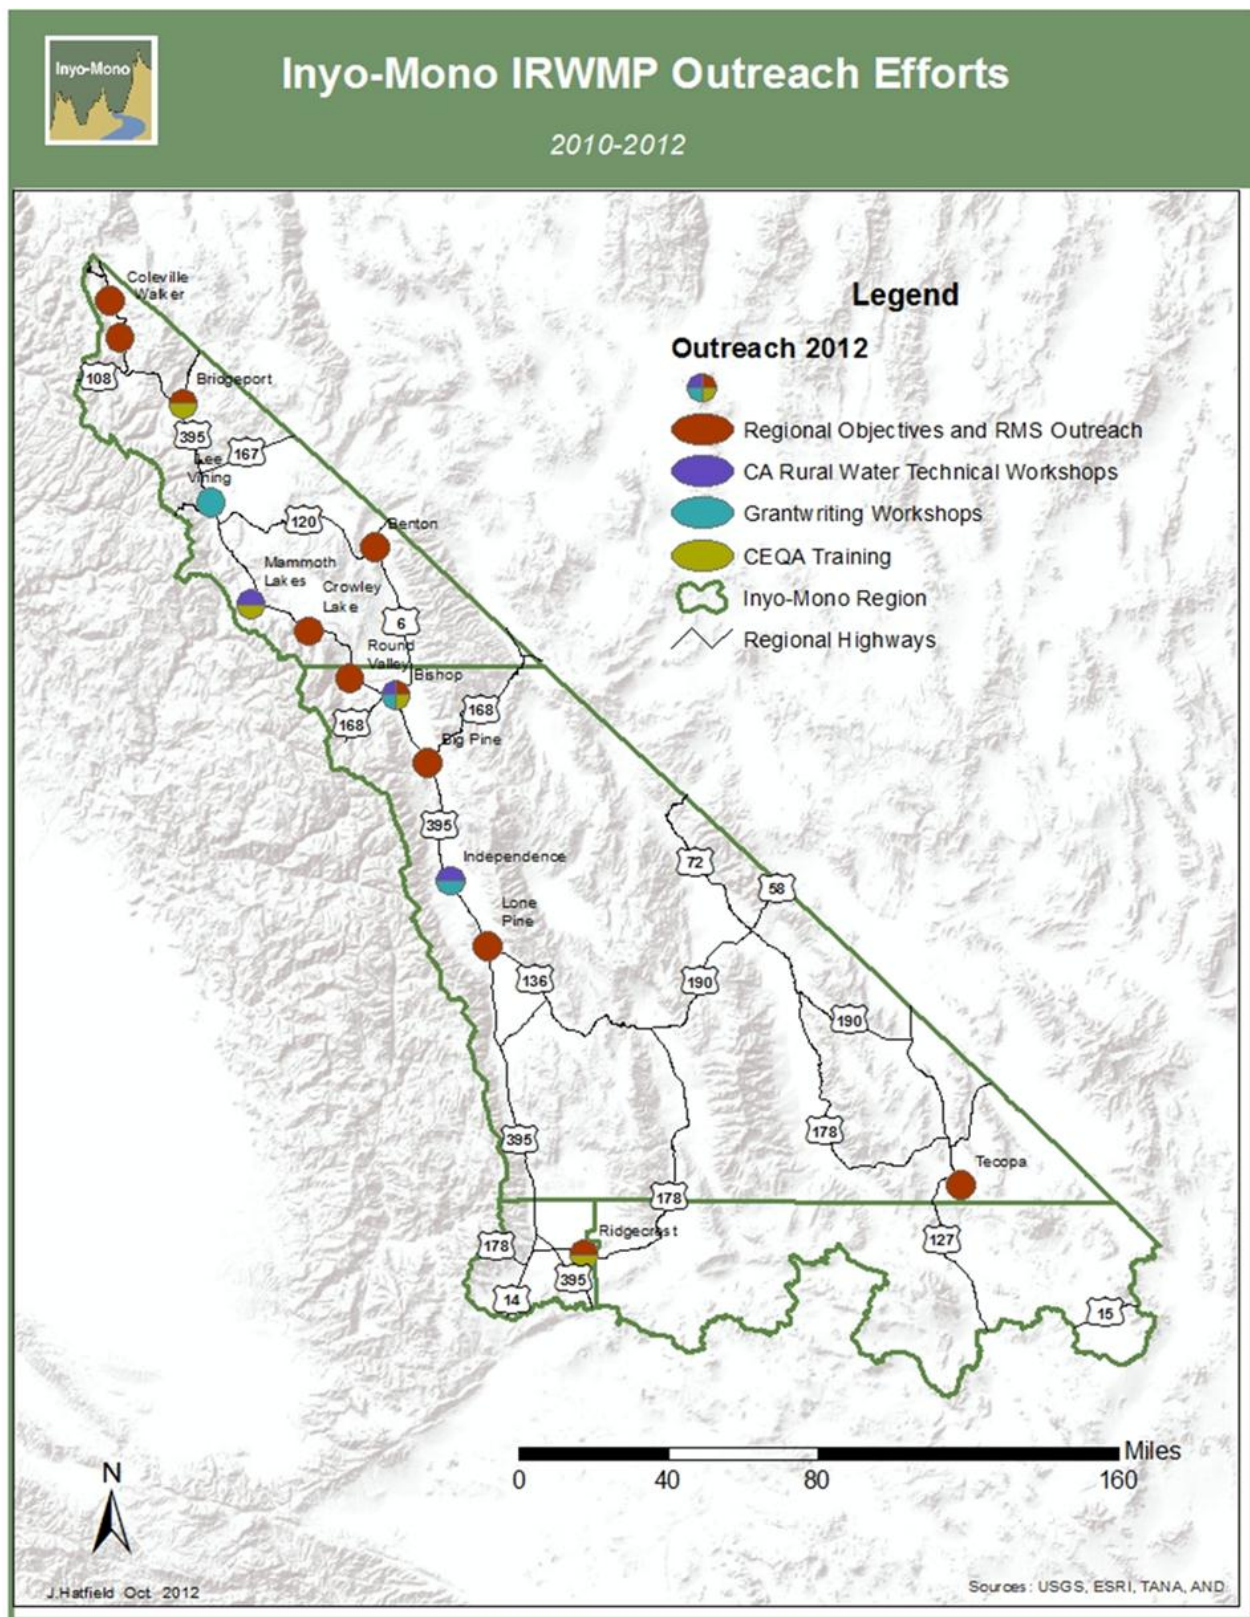 Inyo-Mono
Inyo-Mono IRWMP Outreach Efforts
2010-2012
Legend
Outreach 2012
Regional Objectives and RMS Outreach
CA Rural Water Technical Workshops
Grantwriting Workshops
CEQA Training
Inyo-Mono Region
Regional Highways
Coleville
Walker
108
Bridgeport
395
167
Lee
Vining
120
Benton
Mammoth
Lakes
Crowley
Lake
6
Round
Valley
Bishop
168
168
Big Pine
395
72
Independence
58
Lone
Pine
136
190
190
395
178
Tecopa
178
Ridgecrest
178
127
395
14
15
Miles
0 40 80 160
N
J.Hatfield Oct 2012
Sources: USGS, ESRI, TANA, AND